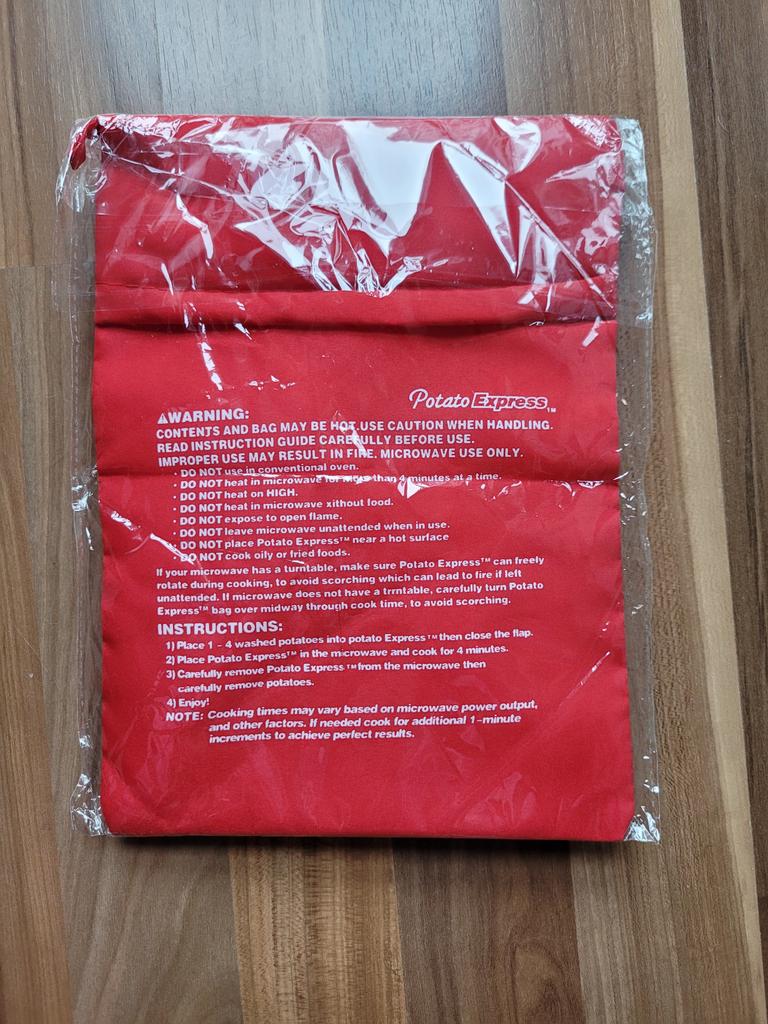 Potato Express™
⚠WARNING:
CONTENTS AND BAG MAY BE HOT.USE CAUTION WHEN HANDLING.
READ INSTRUCTION GUIDE CAREFULLY BEFORE USE.
IMPROPER USE MAY RESULT IN FIRE. MICROWAVE USE ONLY.
· DO NOT use in conventional oven.
· DO NOT heat in microwave for more than 4 minutes at a time.
· DO NOT heat on HIGH.
· DO NOT heat in microwave xithout food.
· DO NOT expose to open flame.
· DO NOT leave microwave unattended when in use.
· DO NOT place Potato Express™ near a hot surface
· DO NOT cook oily or fried foods.
If your microwave has a turntable, make sure Potato Express™ can freely
rotate during cooking, to avoid scorching which can lead to fire if left
unattended. If microwave does not have a trrntable, carefully turn Potato
Express™ bag over midway through cook time, to avoid scorching.
INSTRUCTIONS:
1) Place 1 - 4 washed potatoes into potato Express™ then close the flap.
2) Place Potato Express™ in the microwave and cook for 4 minutes.
3) Carefully remove Potato Express™ from the microwave then
carefully remove potatoes.
4) Enjoy!
NOTE: Cooking times may vary based on microwave power output,
and other factors. If needed cook for additional 1-minute
increments to achieve perfect results.